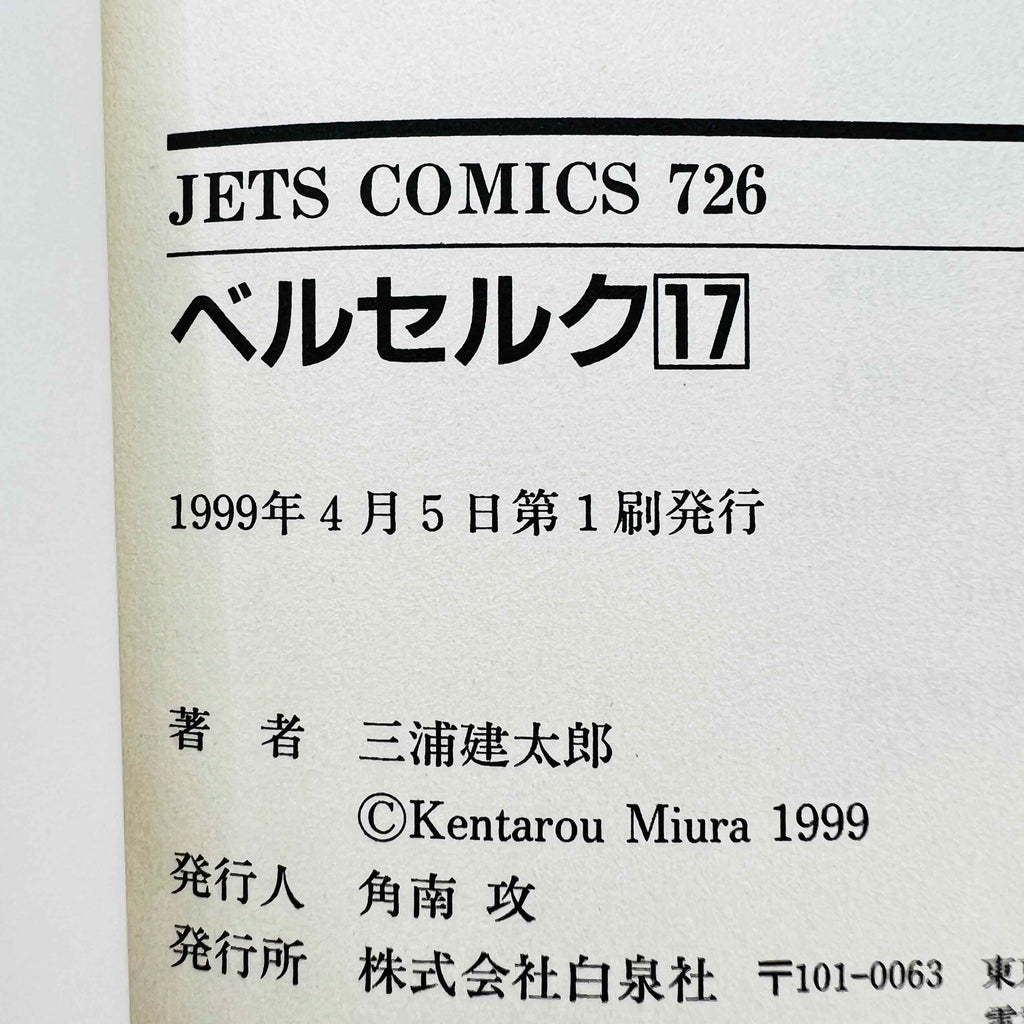 JETS COMICS 726
ベルセルク17
1999年4月5日第1刷発行
著者 三浦建太郎
©Kentarou Miura 1999
発行人 角南 攻
発行所 株式会社白泉社 〒101-0063 東